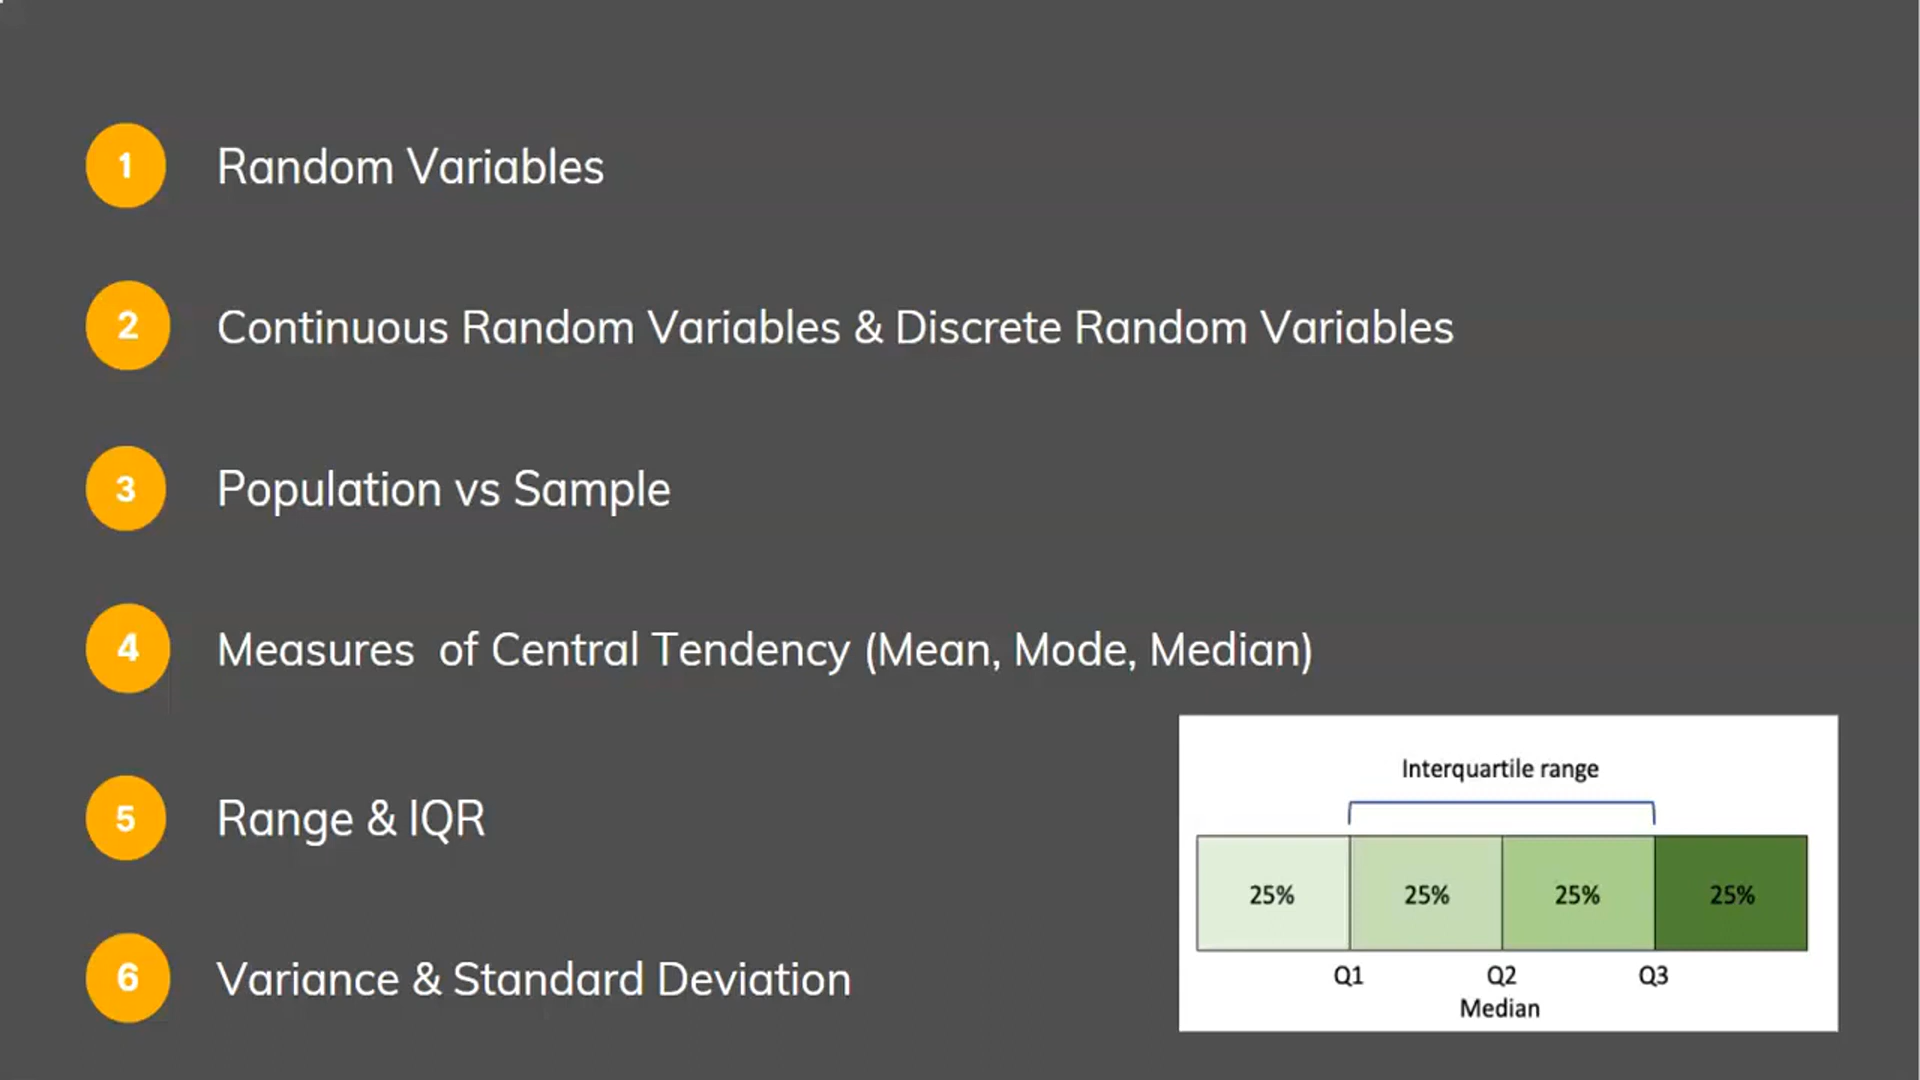 1 Random Variables
2 Continuous Random Variables & Discrete Random Variables
3 Population vs Sample
4 Measures of Central Tendency (Mean, Mode, Median)
5 Range & IQR
6 Variance & Standard Deviation
Interquartile range
25% 25% 25% 25%
Q1 Q2 Q3
Median